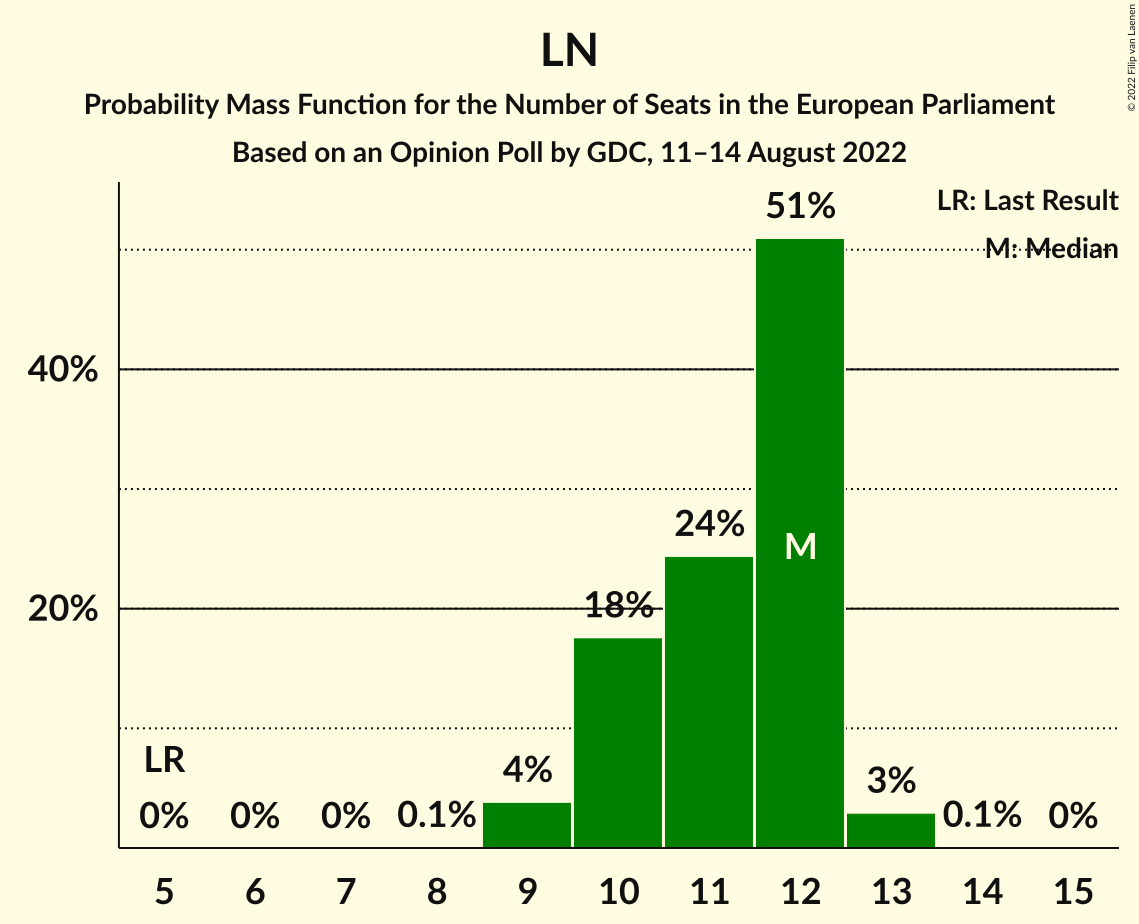 LN
Probability Mass Function for the Number of Seats in the European Parliament
Based on an Opinion Poll by GDC, 11–14 August 2022
© 2022 Filip van Laenen
LR: Last Result
M: Median
51%
40%
24%
M
20%
18%
LR
4%
3%
0%
0%
0%
0.1%
0.1%
0%
5 6 7 8 9 10 11 12 13 14 15